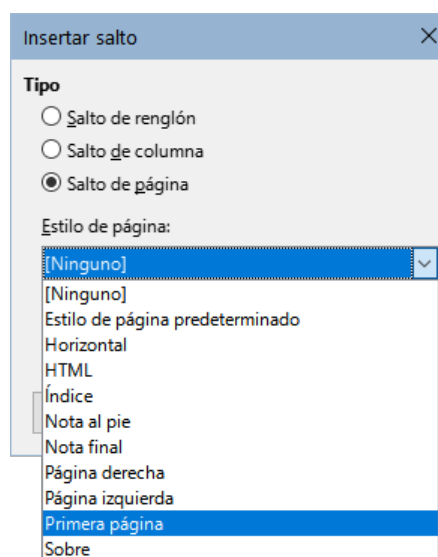 Insertar salto
Tipo
Salto de renglón
Salto de columna
Salto de página
Estilo de página:
[Ninguno]
[Ninguno]
Estilo de página predeterminado
Horizontal
HTML
Índice
Nota al pie
Nota final
Página derecha
Página izquierda
Primera página
Sobre